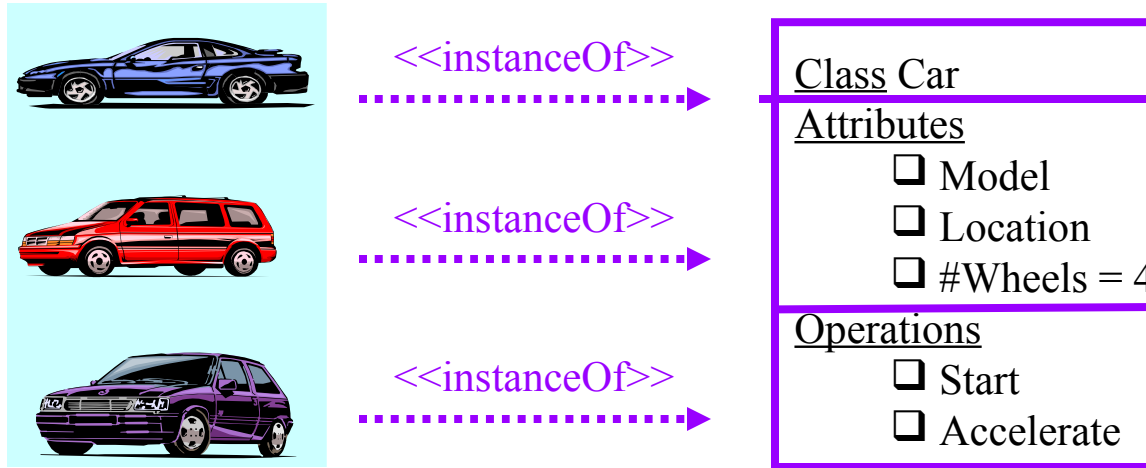 <<instanceOf>>
<<instanceOf>>
<<instanceOf>>
Class Car
Attributes
❑ Model
❑ Location
❑ #Wheels = 4
Operations
❑ Start
❑ Accelerate